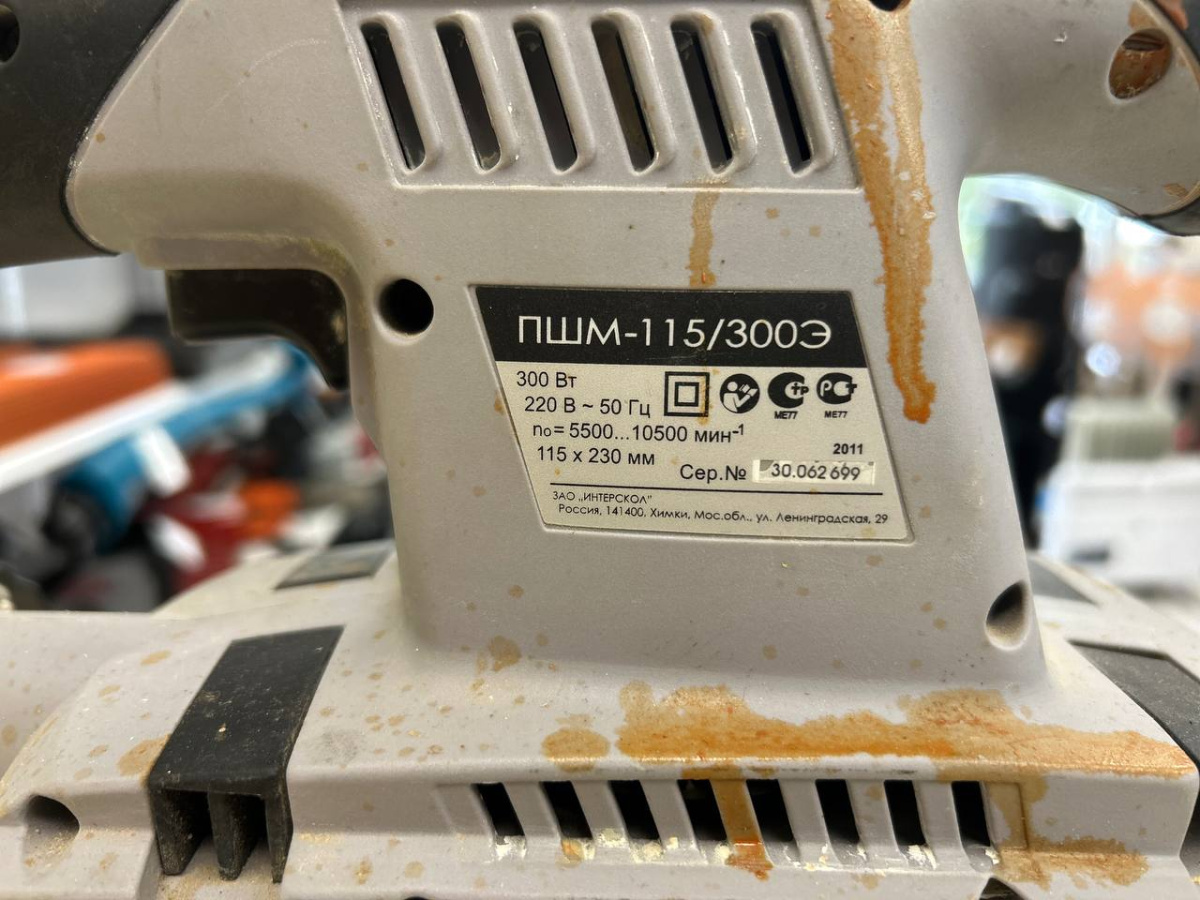 ПШМ-115/300Э
300 Вт
220 В ~ 50 Гц
n₀ = 5500...10500 мин⁻¹
115 x 230 мм
РСТ
МЕ77 МЕ77
2011
Сер.№ 30.062 699
ЗАО „ИНТЕРСКОЛ"
Россия, 141400, Химки, Мос.обл., ул. Ленинградская, 29